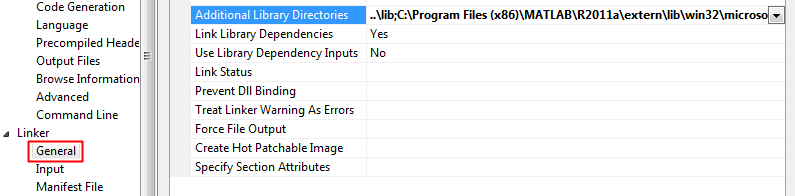 Code Generation
Language
Precompiled Heade
Output Files
Browse Information
Advanced
Command Line
Linker
General
Input
Manifest File
Additional Library Directories ..\lib;C:\Program Files (x86)\MATLAB\R2011a\extern\lib\win32\microso
Link Library Dependencies Yes
Use Library Dependency Inputs No
Link Status
Prevent Dll Binding
Treat Linker Warning As Errors
Force File Output
Create Hot Patchable Image
Specify Section Attributes